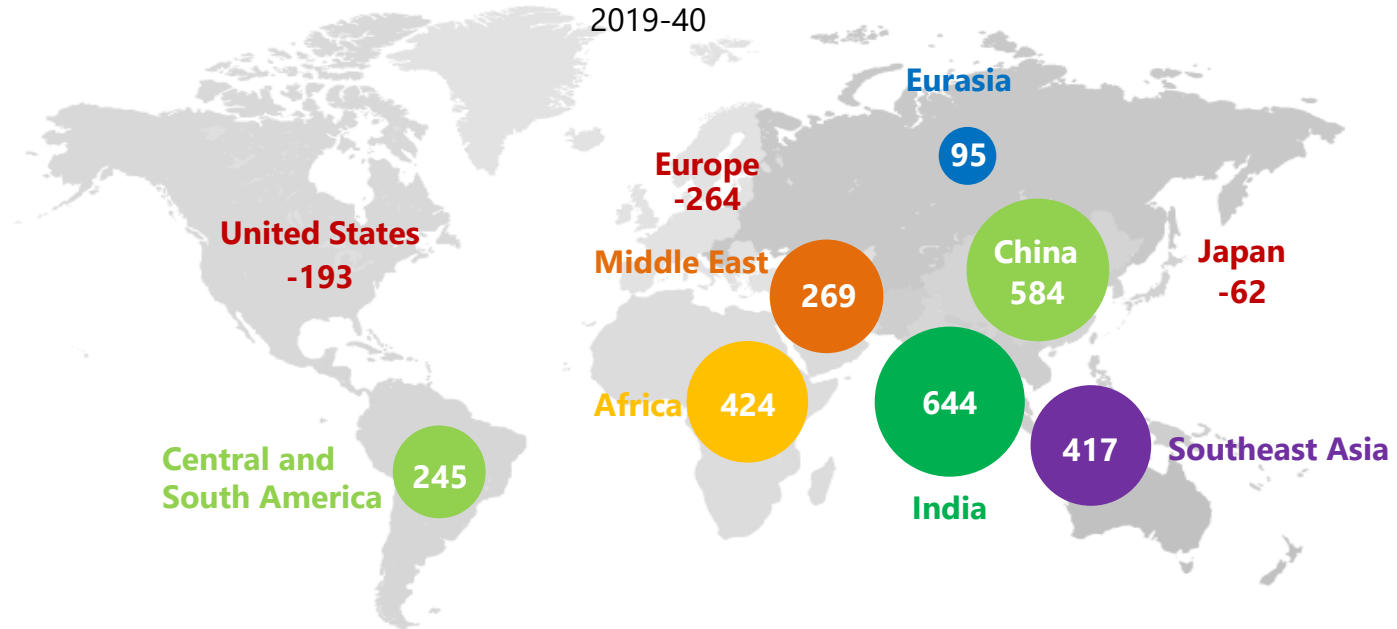 2019-40
Eurasia
95
Europe
-264
United States
-193
Middle East
269
China
584
Japan
-62
Africa
424
644
India
417
Southeast Asia
Central and
South America
245